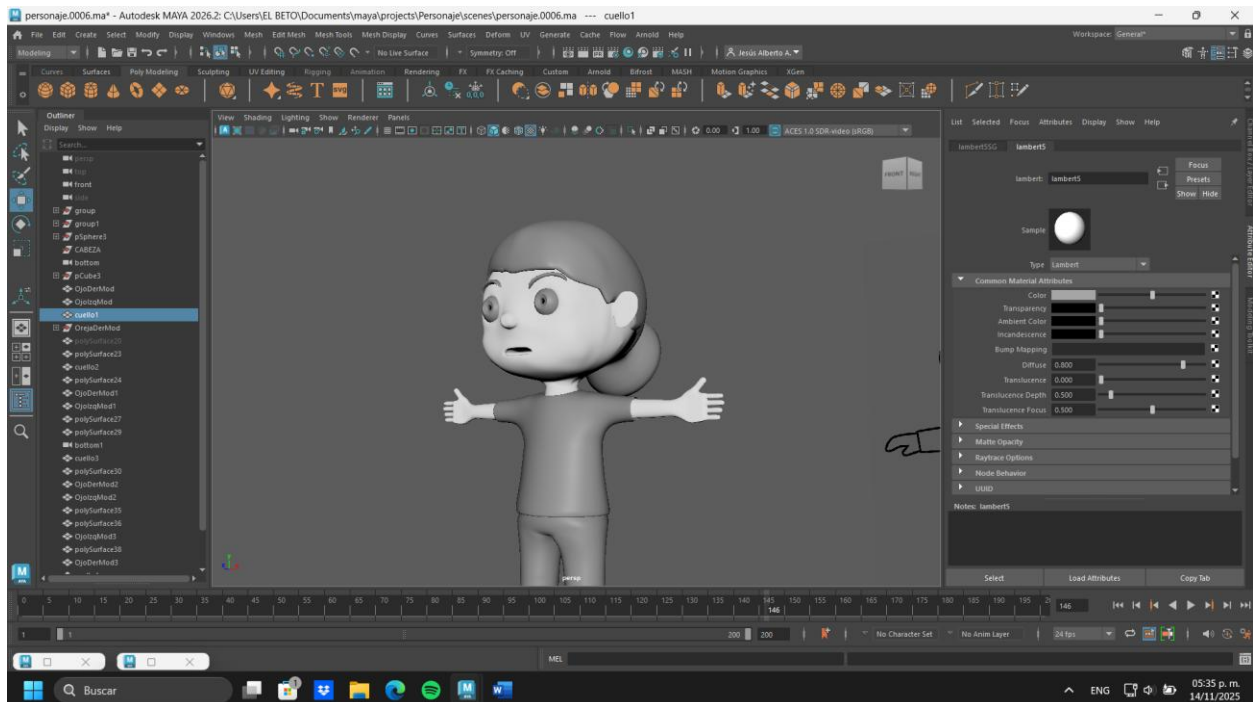 personaje.0006.ma* - Autodesk MAYA 2026.2: C:\Users\EL BETO\Documents\maya\projects\Personaje\scenes\personaje.0006.ma --- cuello1
File Edit Create Select Modify Display Windows Mesh Edit Mesh Mesh Tools Mesh Display Curves Surfaces Deform UV Generate Cache Flow Arnold Help
Workspace: General*
Modeling
No Live Surface
Symmetry: Off
Jesús Alberto A.
Curves Surfaces Poly Modeling Sculpting UV Editing Rigging Animation Rendering FX FX Caching Custom Arnold Bifrost MASH Motion Graphics XGen
SVG
0,0,0
Outliner
Display Show Help
Search...
persp
top
front
side
group
group1
pSphere3
CABEZA
bottom
pCube3
OjoDerMod
OjoIzqMod
cuello1
OrejaDerMod
polySurface20
polySurface23
cuello2
polySurface24
OjoDerMod1
OjoIzqMod1
polySurface27
polySurface29
bottom1
cuello3
polySurface30
OjoDerMod2
OjoIzqMod2
polySurface35
polySurface36
OjoIzqMod3
polySurface38
OjoDerMod3
View Shading Lighting Show Renderer Panels
0.00 1.00 ACES 1.0 SDR-video (sRGB)
FRONT
persp
List Selected Focus Attributes Display Show Help
lambert5SG lambert5
lambert: lambert5
Focus
Presets
Show Hide
Sample
Type Lambert
Common Material Attributes
Color
Transparency
Ambient Color
Incandescence
Bump Mapping
Diffuse 0.800
Translucence 0.000
Translucence Depth 0.500
Translucence Focus 0.500
Special Effects
Matte Opacity
Raytrace Options
Node Behavior
UUID
Notes: lambert5
Select Load Attributes Copy Tab
Channel Box / Layer Editor
Attribute Editor
Modeling Toolkit
0 5 10 15 20 25 30 35 40 45 50 55 60 65 70 75 80 85 90 95 100 105 110 115 120 125 130 135 140 145 150 155 160 165 170 175 180 185 190 195 2
146
146
1 1 200 200
No Character Set No Anim Layer 24 fps
MEL
Buscar
1
ENG
05:35 p. m.
14/11/2025